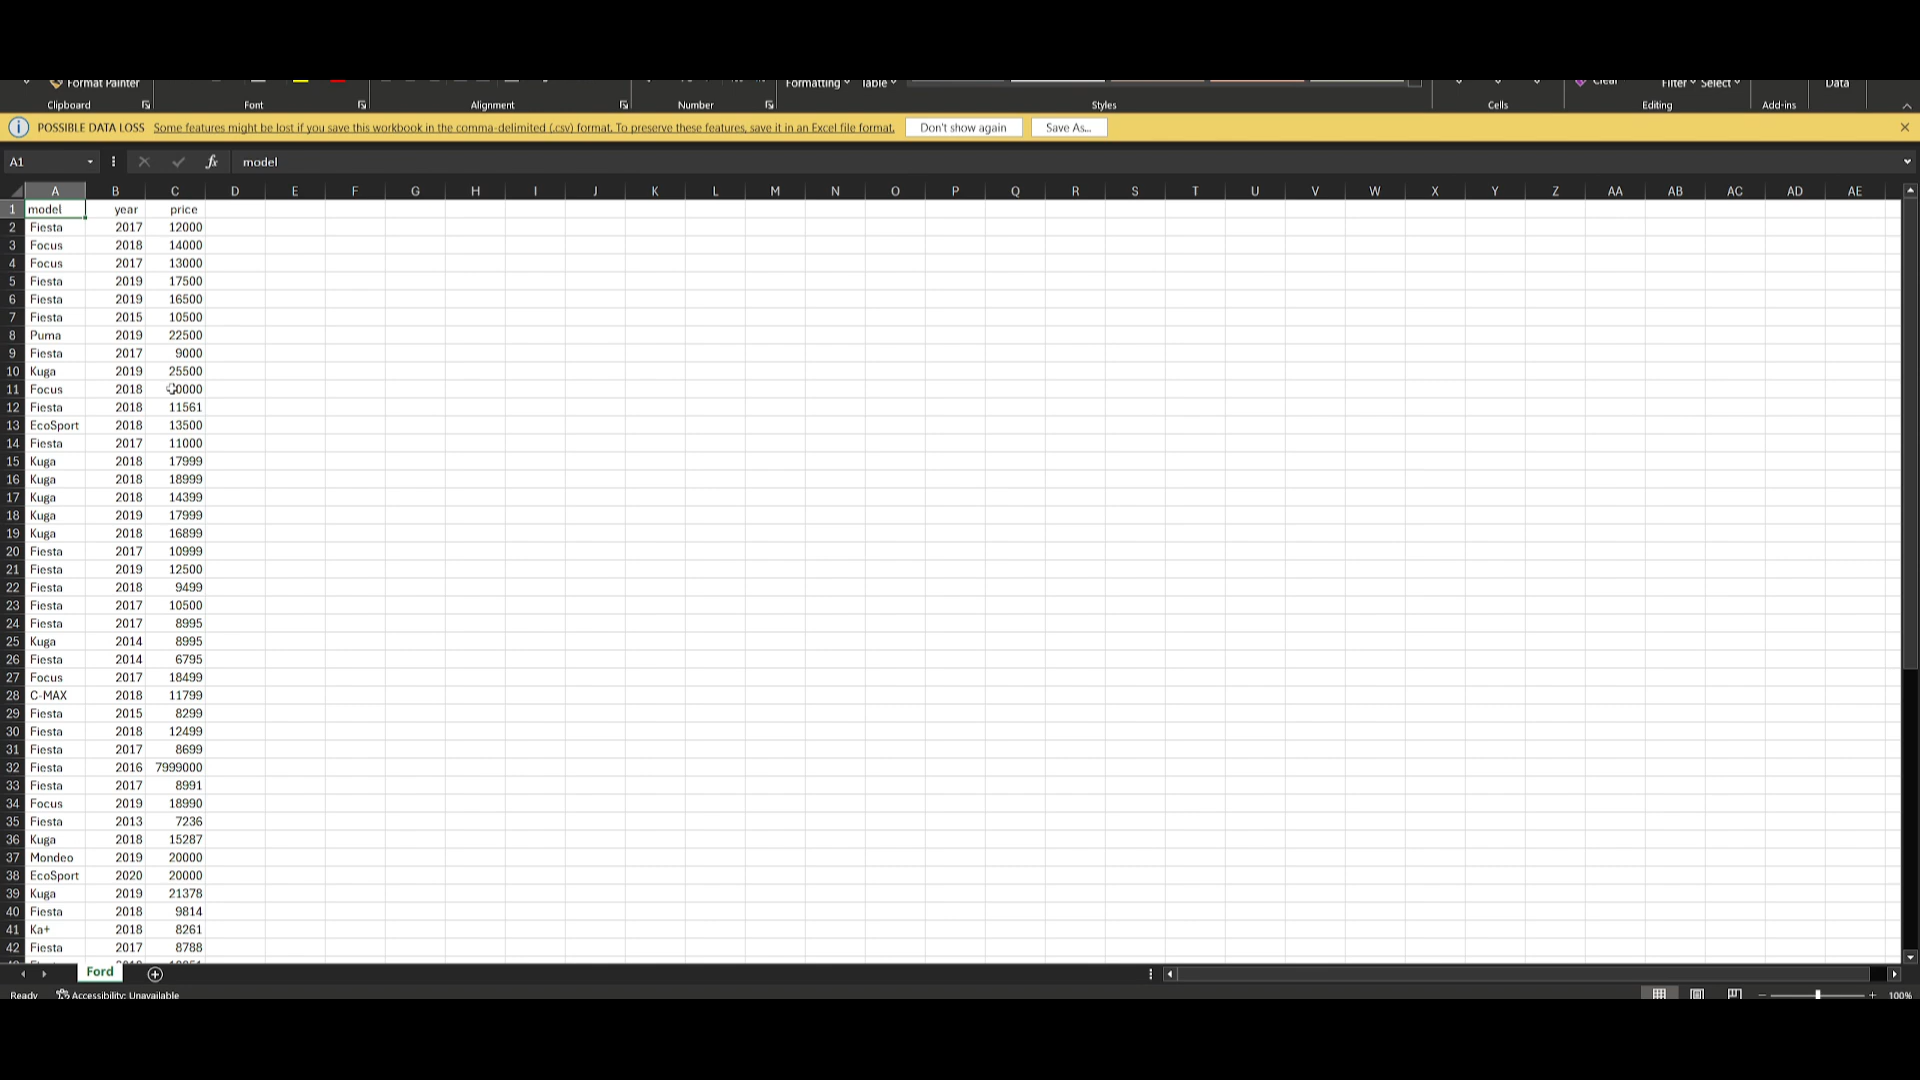 Format Painter Formatting Table Clear Filter Select Data
Clipboard Font Alignment Number Styles Cells Editing Add-ins
POSSIBLE DATA LOSS Some features might be lost if you save this workbook in the comma-delimited (.csv) format. To preserve these features, save it in an Excel file format. Don't show again Save As...
A1 fx model
A B C D E F G H I J K L M N O P Q R S T U V W X Y Z AA AB AC AD AE
1 model year price
2 Fiesta 2017 12000
3 Focus 2018 14000
4 Focus 2017 13000
5 Fiesta 2019 17500
6 Fiesta 2019 16500
7 Fiesta 2015 10500
8 Puma 2019 22500
9 Fiesta 2017 9000
10 Kuga 2019 25500
11 Focus 2018
12 Fiesta 2018 11561
13 EcoSport 2018 13500
14 Fiesta 2017 11000
15 Kuga 2018 17999
16 Kuga 2018 18999
17 Kuga 2018 14399
18 Kuga 2019 17999
19 Kuga 2018 16899
20 Fiesta 2017 10999
21 Fiesta 2019 12500
22 Fiesta 2018 9499
23 Fiesta 2017 10500
24 Fiesta 2017 8995
25 Kuga 2014 8995
26 Fiesta 2014 6795
27 Focus 2017 18499
28 C-MAX 2018 11799
29 Fiesta 2015 8299
30 Fiesta 2018 12499
31 Fiesta 2017 8699
32 Fiesta 2016 7999000
33 Fiesta 2017 8991
34 Focus 2019 18990
35 Fiesta 2013 7236
36 Kuga 2018 15287
37 Mondeo 2019 20000
38 EcoSport 2020 20000
39 Kuga 2019 21378
40 Fiesta 2018 9814
41 Ka+ 2018 8261
42 Fiesta 2017 8788
Ford
Ready Accessibility: Unavailable 100%